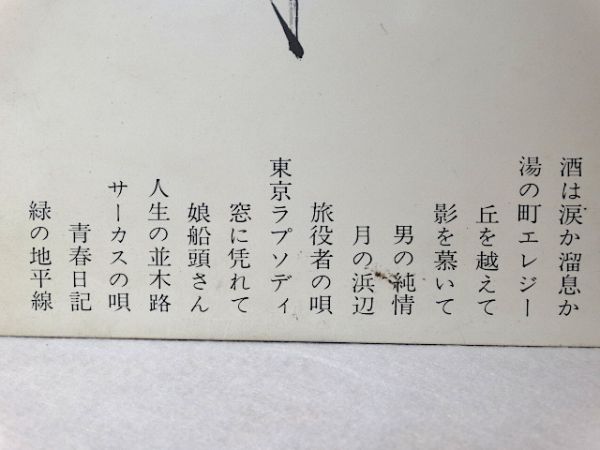 酒は涙か溜息か
湯の町エレジー
丘を越えて
影を慕いて
男の純情
月の浜辺
旅役者の唄
東京ラプソディ
窓に凭れて
娘船頭さん
人生の並木路
サーカスの唄
青春日記
緑の地平線